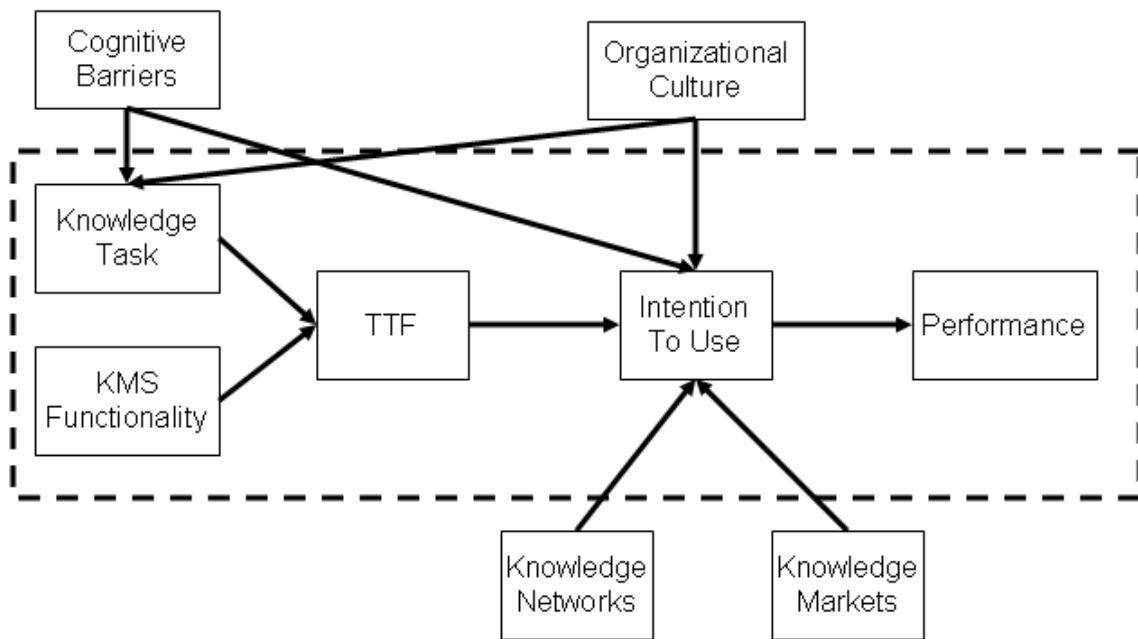 Cognitive
Barriers
Organizational
Culture
Knowledge
Task
TTF
Intention
To Use
Performance
KMS
Functionality
Knowledge
Networks
Knowledge
Markets